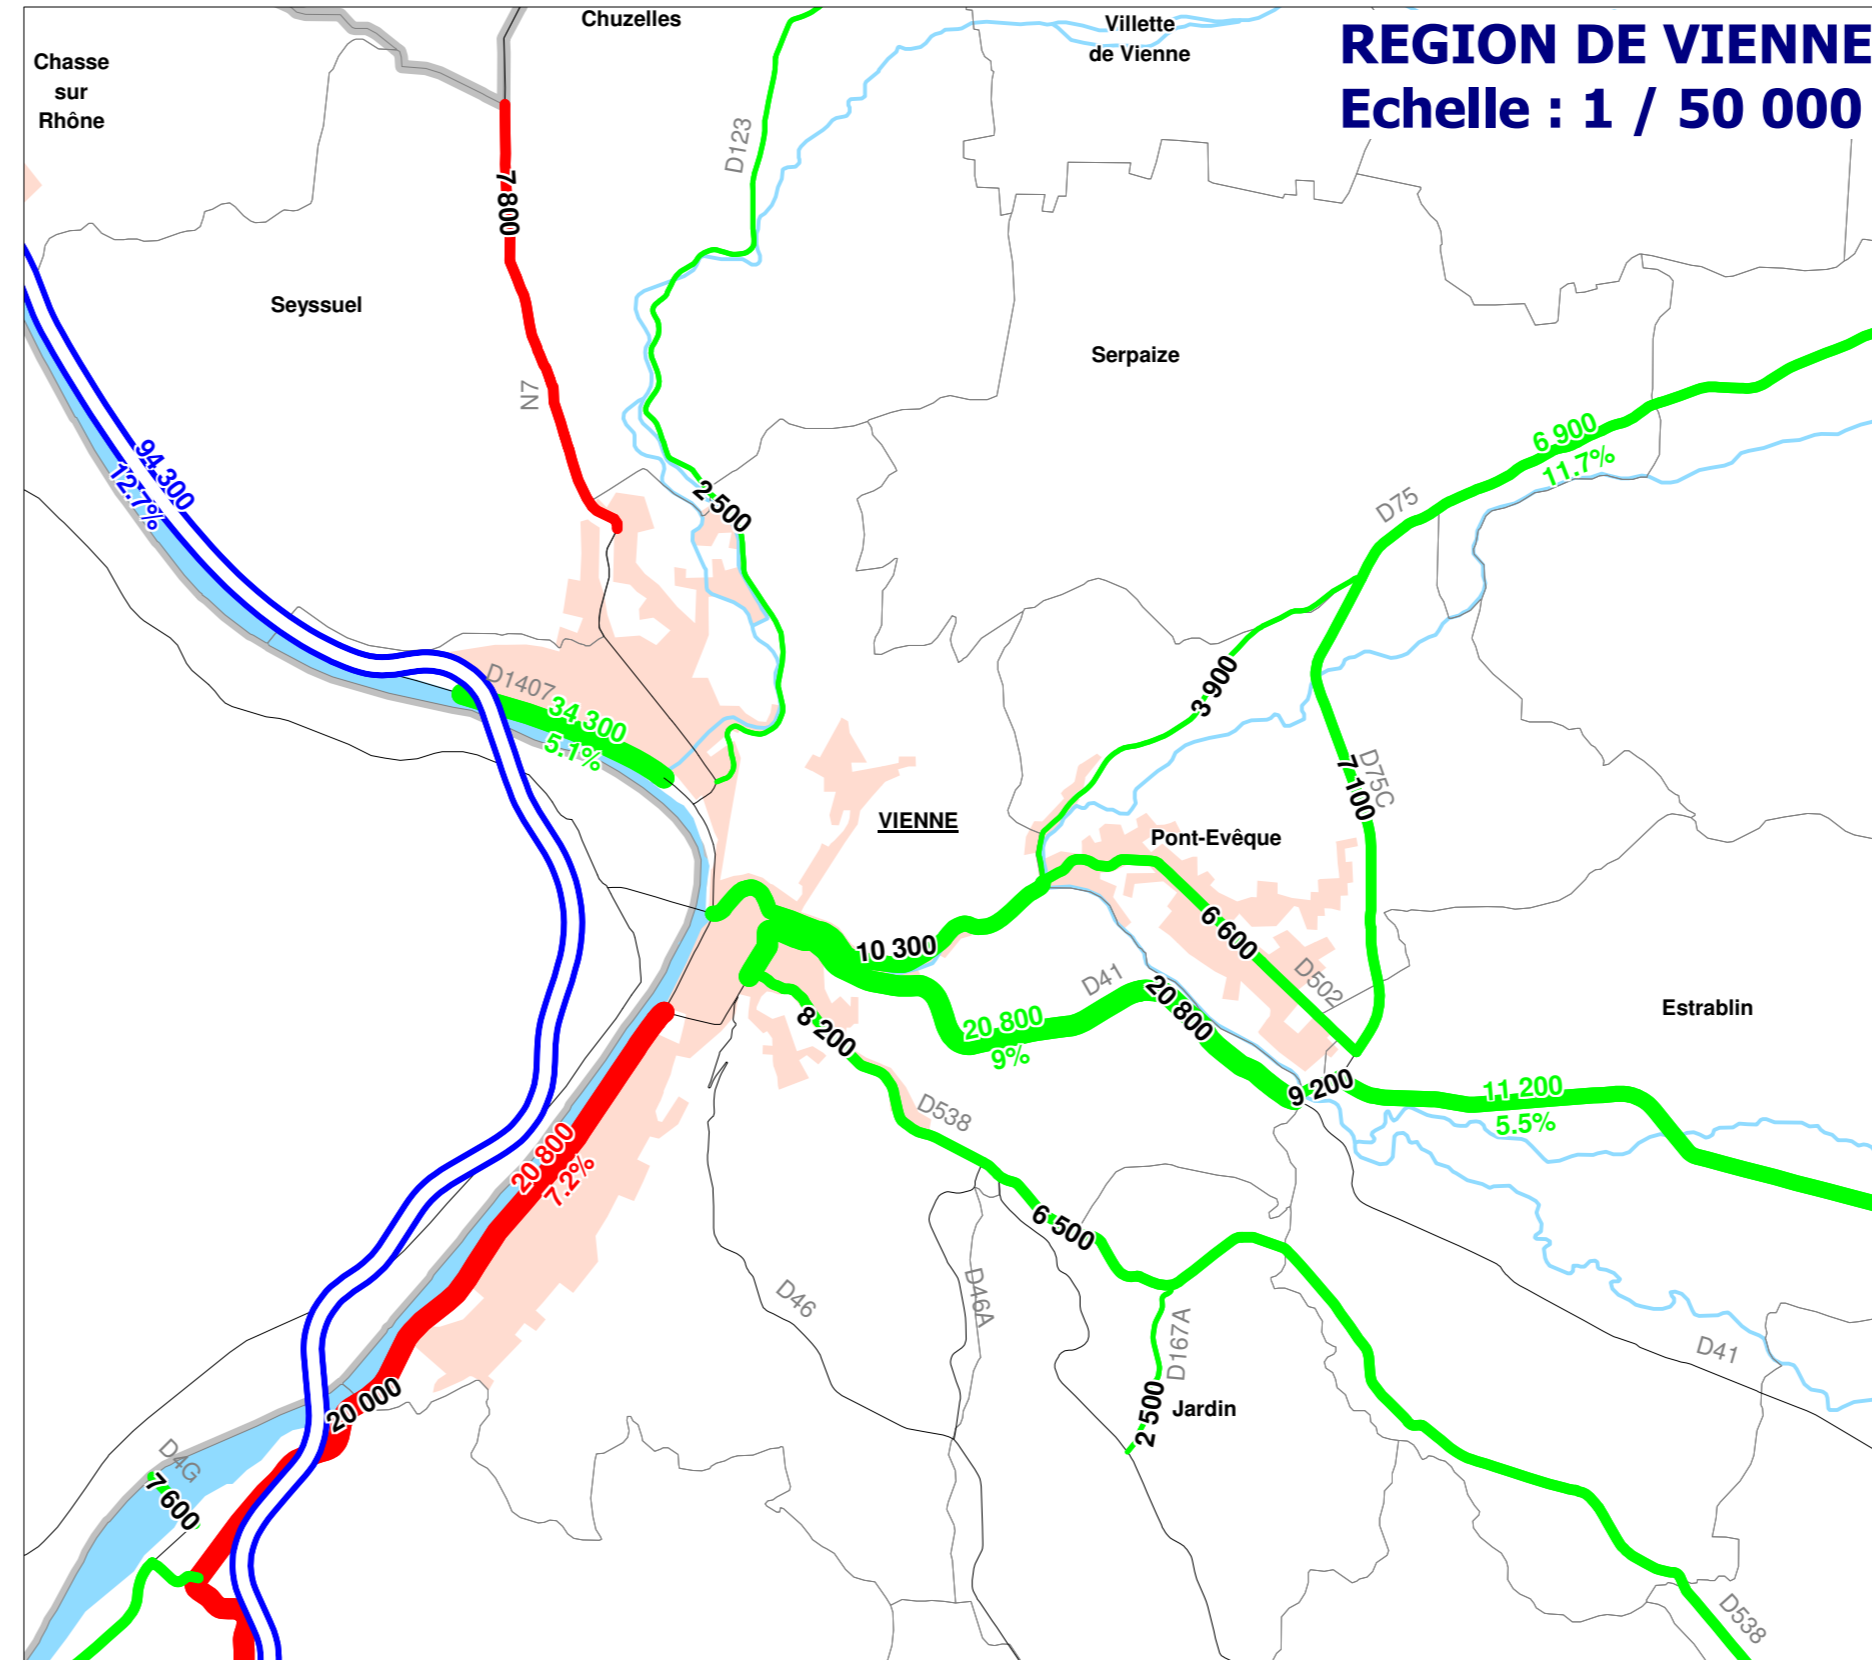 REGION DE VIENNE
Echelle : 1 / 50 000
Chuzelles
Villette
de Vienne
Chasse
sur
Rhône
D123
7 800
Seyssuel
Serpaize
N7
94 300
12.7%
6 900
11.7%
D75
2 500
D1407
34 300
5.1%
3 900
D75C
7 100
VIENNE
Pont-Evêque
10 300
6 600
D502
D41
20 800
20 800
9%
8 200
Estrablin
9 200
11 200
5.5%
D538
20 800
7.2%
6 500
D46
D46A
D167A
D41
20 000
2 500
Jardin
D4G
7 600
D538